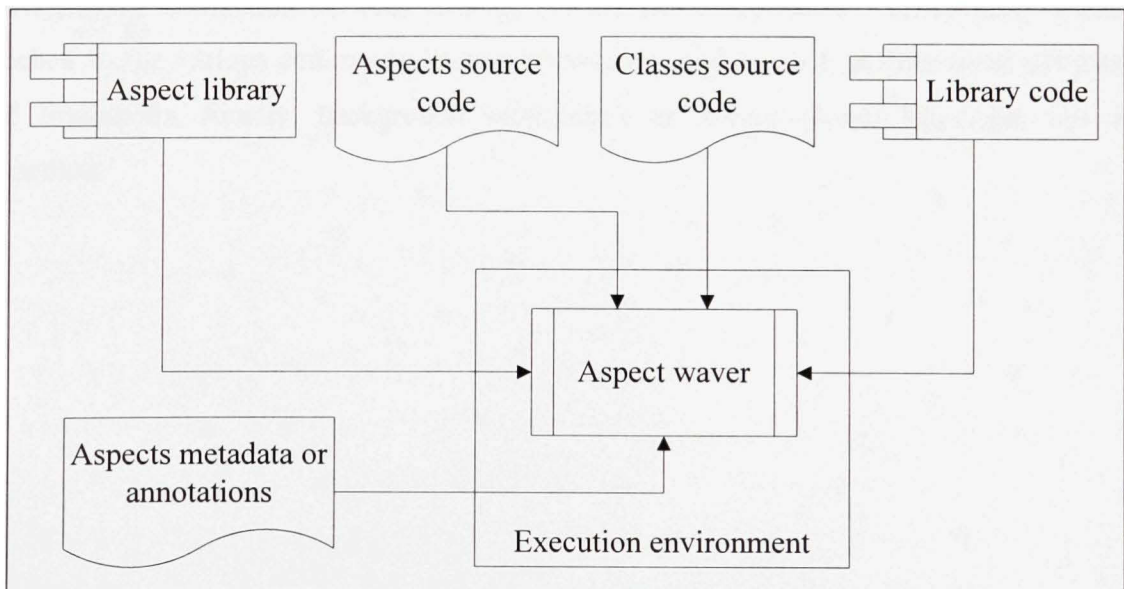 Aspect library
Aspects source
code
Classes source
code
Library code
Aspect waver
Aspects metadata or
annotations
Execution environment